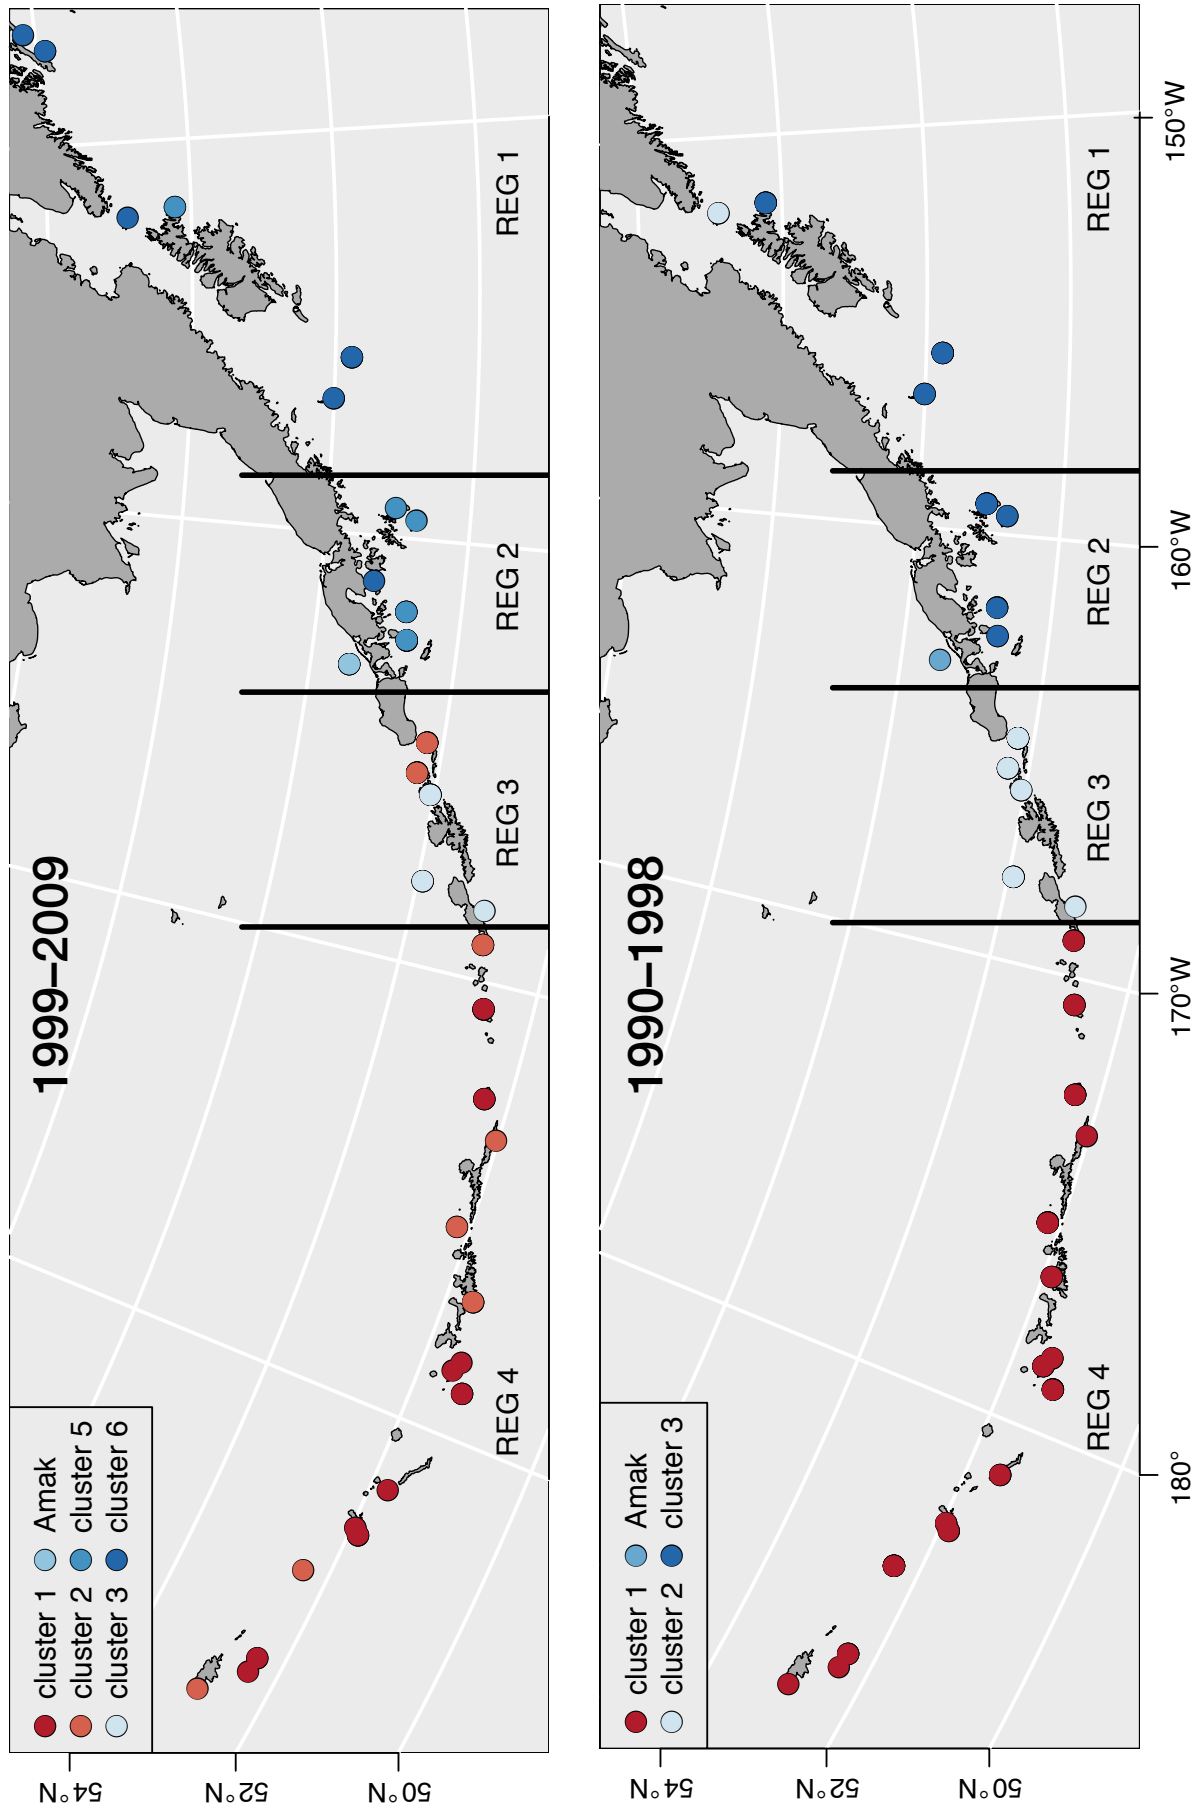 1999–2009
cluster 1
cluster 2
cluster 3
Amak
cluster 5
cluster 6
REG 4
REG 3
REG 2
REG 1
54°N
52°N
50°N
1990–1998
cluster 1
cluster 2
Amak
cluster 3
REG 4
REG 3
REG 2
REG 1
54°N
52°N
50°N
180°
170°W
160°W
150°W